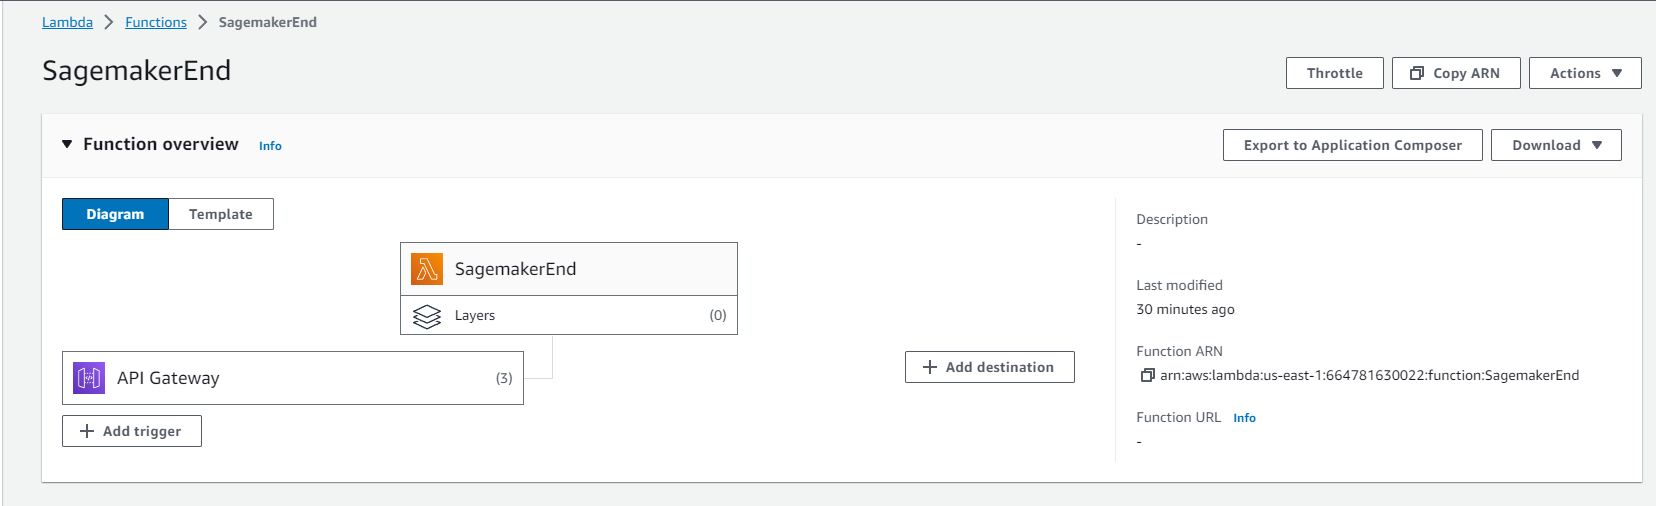 Lambda > Functions > SagemakerEnd
SagemakerEnd
Throttle
Copy ARN
Actions
Function overview Info
Export to Application Composer
Download
Diagram
Template
SagemakerEnd
Layers (0)
API Gateway (3)
+ Add trigger
+ Add destination
Description
-
Last modified
30 minutes ago
Function ARN
arn:aws:lambda:us-east-1:664781630022:function:SagemakerEnd
Function URL Info
-